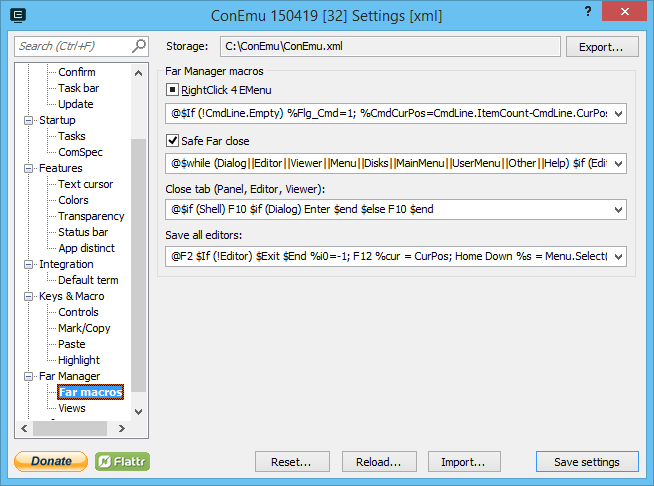 ConEmu 150419 [32] Settings [xml]
?
Search (Ctrl+F)
Storage:
C:\ConEmu\ConEmu.xml
Export...
Confirm
Task bar
Update
Startup
Tasks
ComSpec
Features
Text cursor
Colors
Transparency
Status bar
App distinct
Integration
Default term
Keys & Macro
Controls
Mark/Copy
Paste
Highlight
Far Manager
Far macros
Views
Far Manager macros
RightClick 4 EMenu
@$If (!CmdLine.Empty) %Flg_Cmd=1; %CmdCurPos=CmdLine.ItemCount-CmdLine.CurPos
Safe Far close
@$while (Dialog||Editor||Viewer||Menu||Disks||MainMenu||UserMenu||Other||Help) $if (Edit
Close tab (Panel, Editor, Viewer):
@$if (Shell) F10 $if (Dialog) Enter $end $else F10 $end
Save all editors:
@F2 $If (!Editor) $Exit $End %i0=-1; F12 %cur = CurPos; Home Down %s = Menu.Select(
Donate
Flattr
Reset...
Reload...
Import...
Save settings